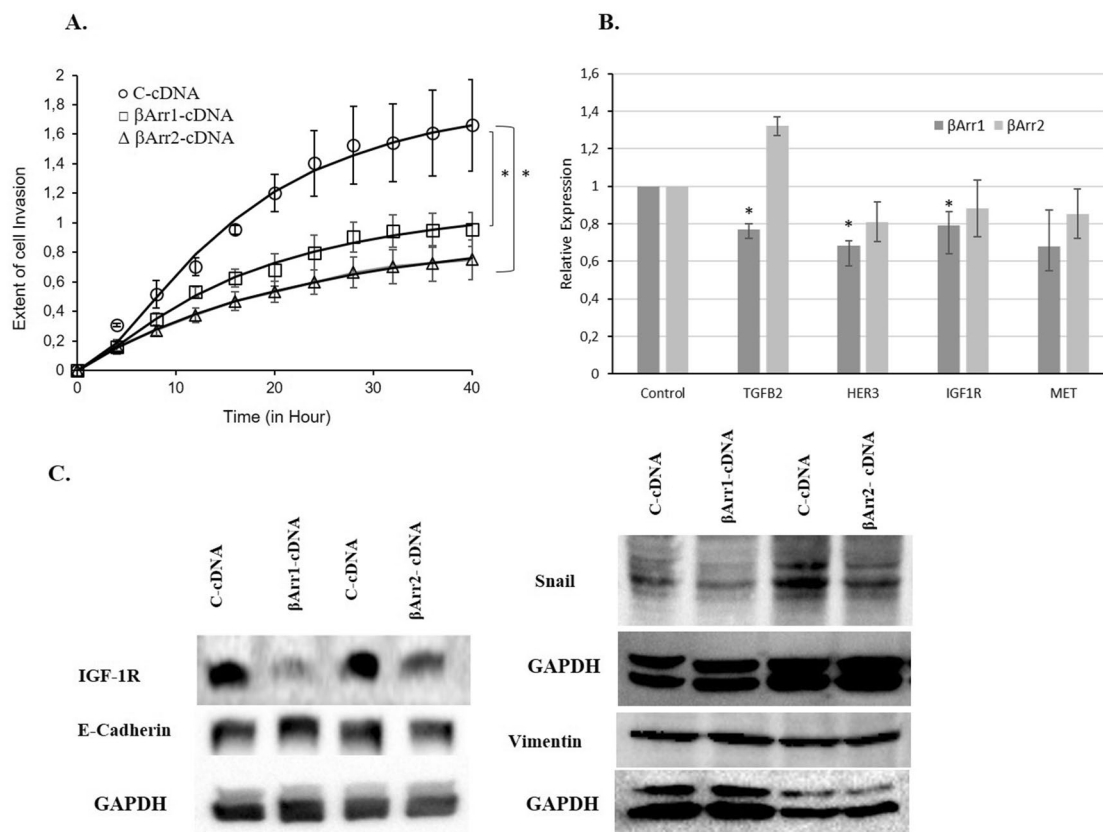 A.
2
1,8
1,6
1,4
1,2
1
0,8
0,6
0,4
0,2
0
Extent of cell Invasion
C-cDNA
βArr1-cDNA
βArr2-cDNA
* *
0 10 20 30 40
Time (in Hour)
B.
1,6
1,4
1,2
1
0,8
0,6
0,4
0,2
0
Relative Expression
βArr1 βArr2
* * *
Control TGFB2 HER3 IGF1R MET
C.
C-cDNA βArr1-cDNA C-cDNA βArr2- cDNA
IGF-1R
E-Cadherin
GAPDH
C-cDNA βArr1-cDNA C-cDNA βArr2- cDNA
Snail
GAPDH
Vimentin
GAPDH